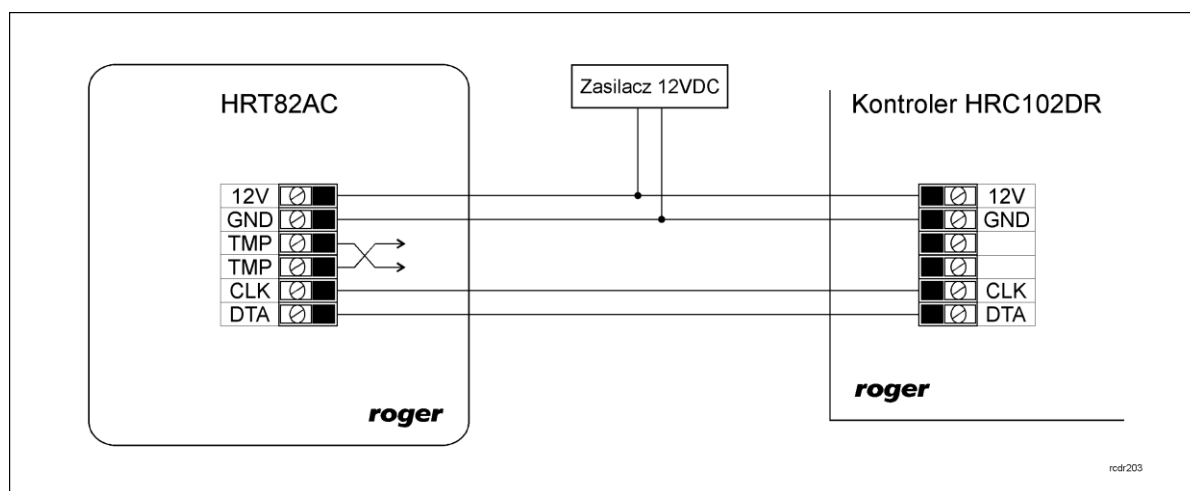 HRT82AC
Zasilacz 12VDC
Kontroler HRC102DR
12V
GND
TMP
TMP
CLK
DTA
12V
GND
CLK
DTA
roger
roger
rcdr203